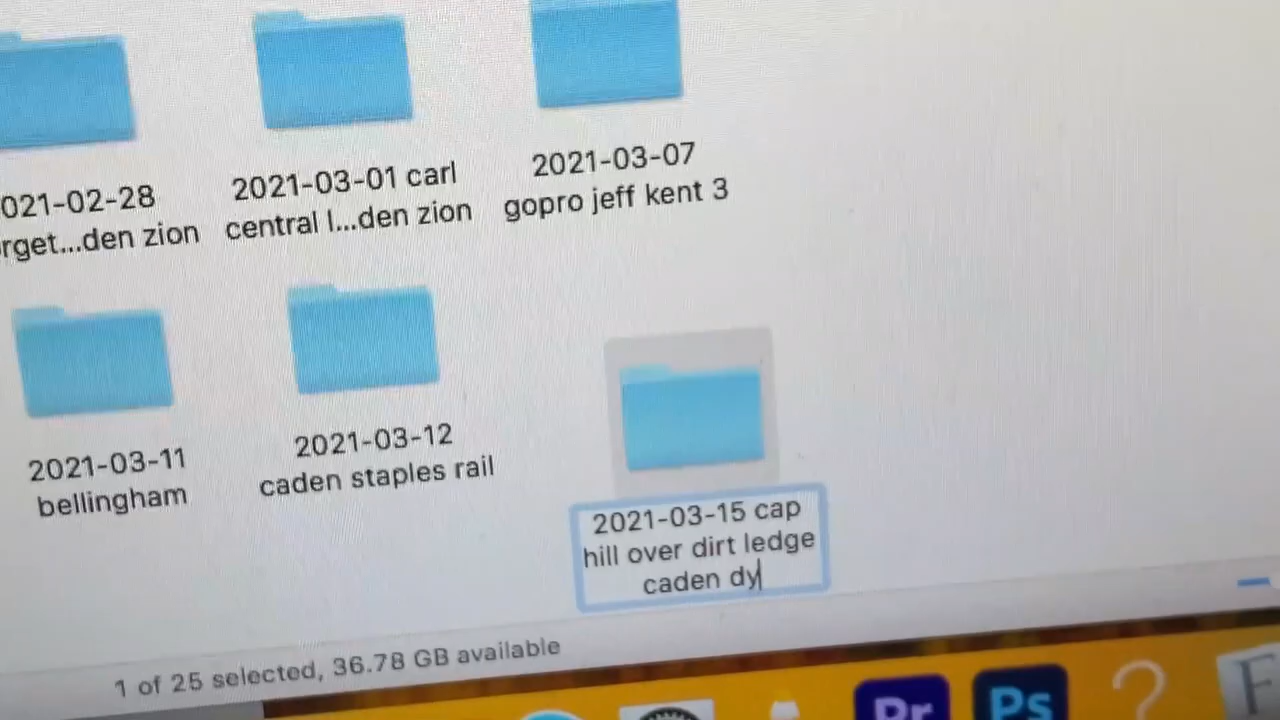 021-02-28
rget...den zion
2021-03-01 carl
central l...den zion
2021-03-07
gopro jeff kent 3
2021-03-11
bellingham
2021-03-12
caden staples rail
2021-03-15 cap
hill over dirt ledge
caden dy
1 of 25 selected, 36.78 GB available
Pr
Ps
?
F